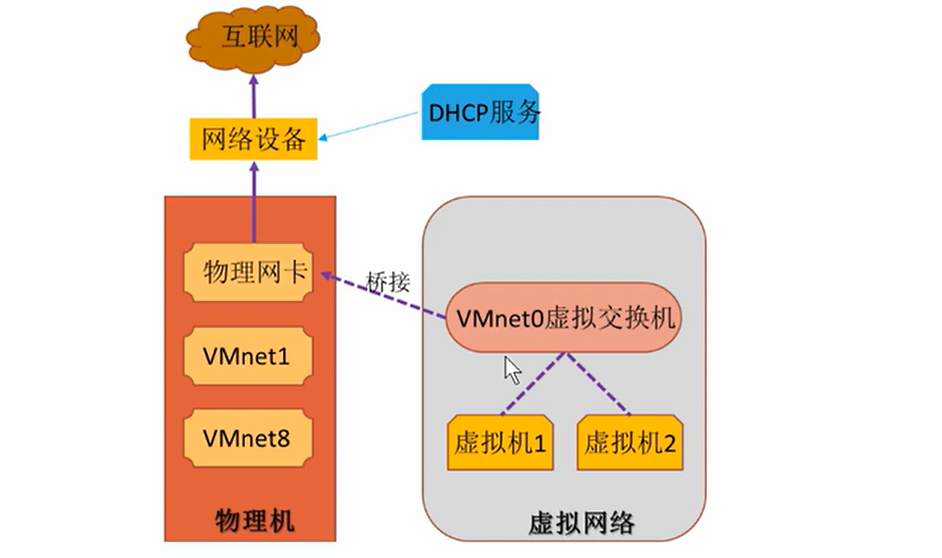 互联网
DHCP服务
网络设备
物理网卡
桥接
VMnet0虚拟交换机
VMnet1
VMnet8
虚拟机1
虚拟机2
物理机
虚拟网络